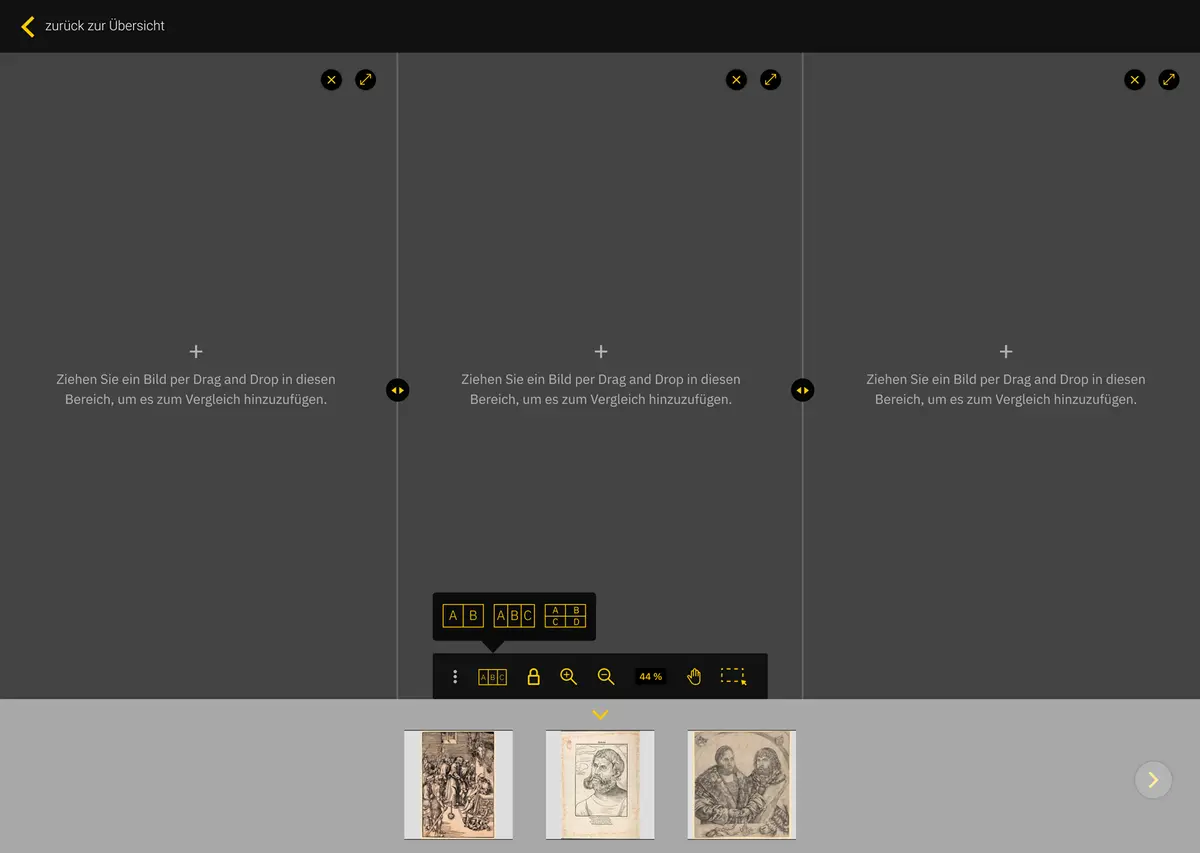 zurück zur Übersicht
Ziehen Sie ein Bild per Drag and Drop in diesen
Bereich, um es zum Vergleich hinzuzufügen.
Ziehen Sie ein Bild per Drag and Drop in diesen
Bereich, um es zum Vergleich hinzuzufügen.
Ziehen Sie ein Bild per Drag and Drop in diesen
Bereich, um es zum Vergleich hinzuzufügen.
A B
A B C
A B
C D
A B C
44 %